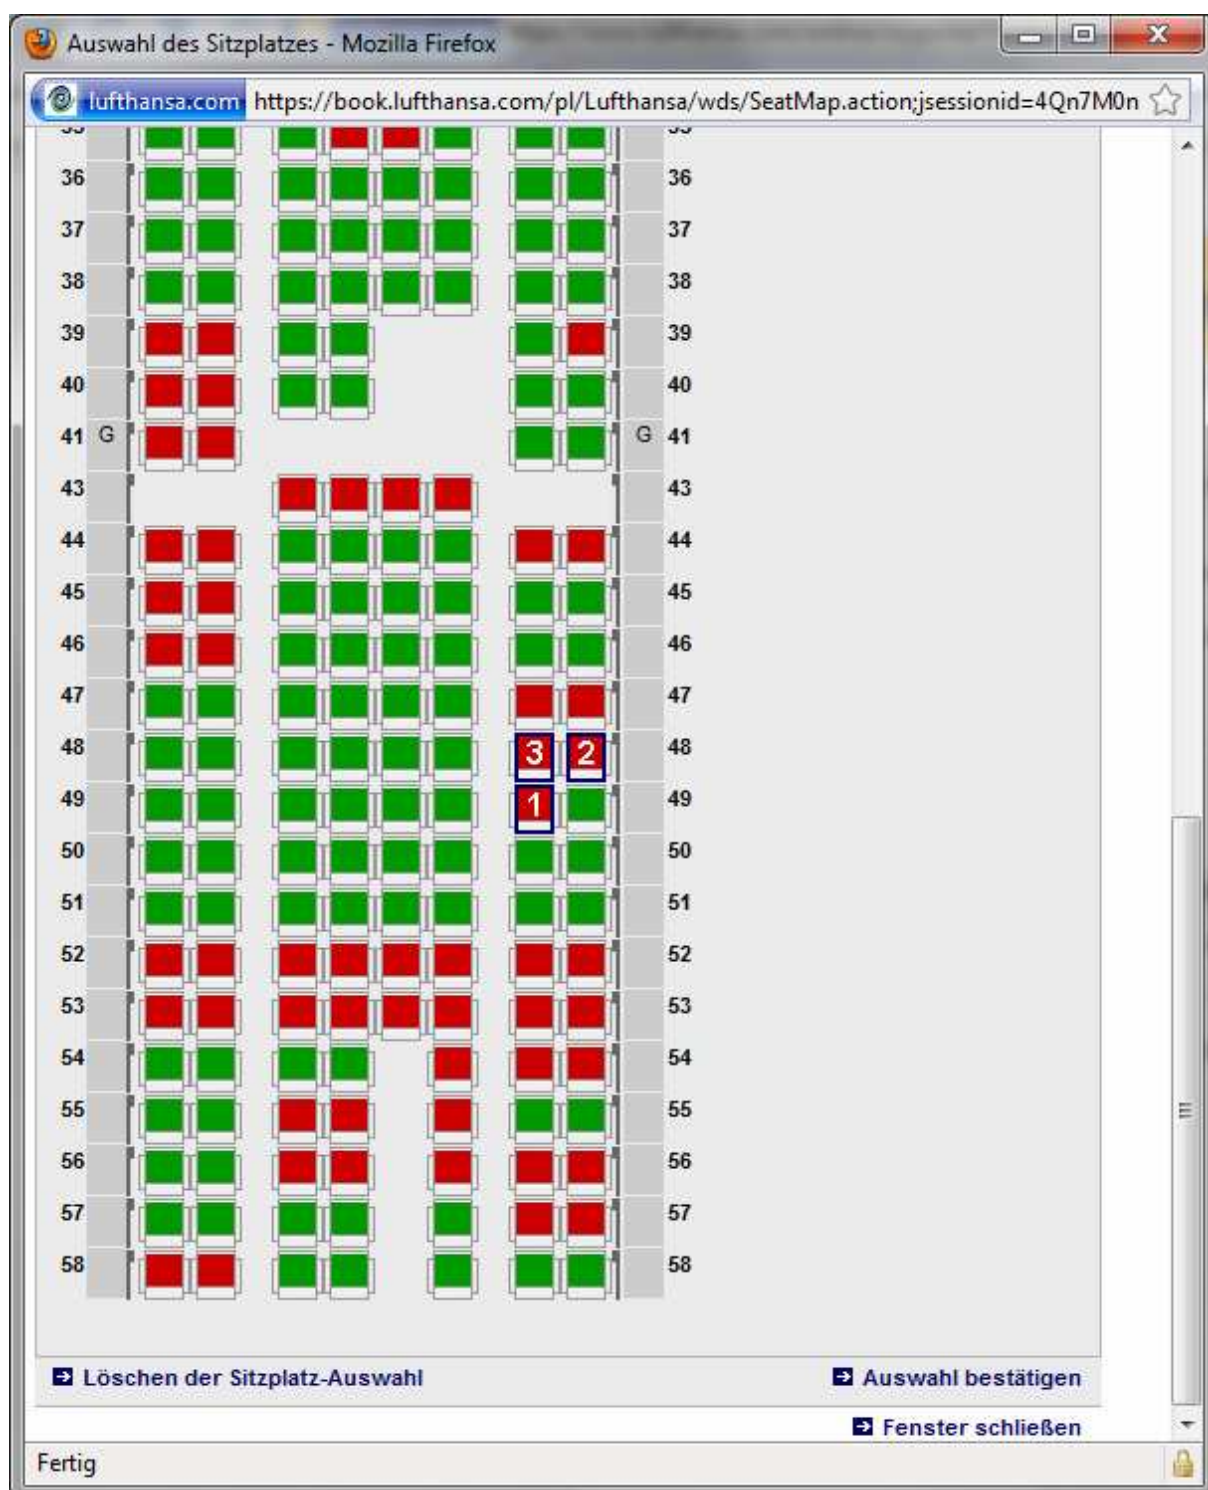 Auswahl des Sitzplatzes - Mozilla Firefox
lufthansa.com https://book.lufthansa.com/pl/Lufthansa/wds/SeatMap.action;jsessionid=4Qn7M0n
35 35
36 36
37 37
38 38
39 39
40 40
41 G G 41
43 43
44 44
45 45
46 46
47 47
48 3 2 48
49 1 49
50 50
51 51
52 52
53 53
54 54
55 55
56 56
57 57
58 58
Löschen der Sitzplatz-Auswahl Auswahl bestätigen
Fenster schließen
Fertig